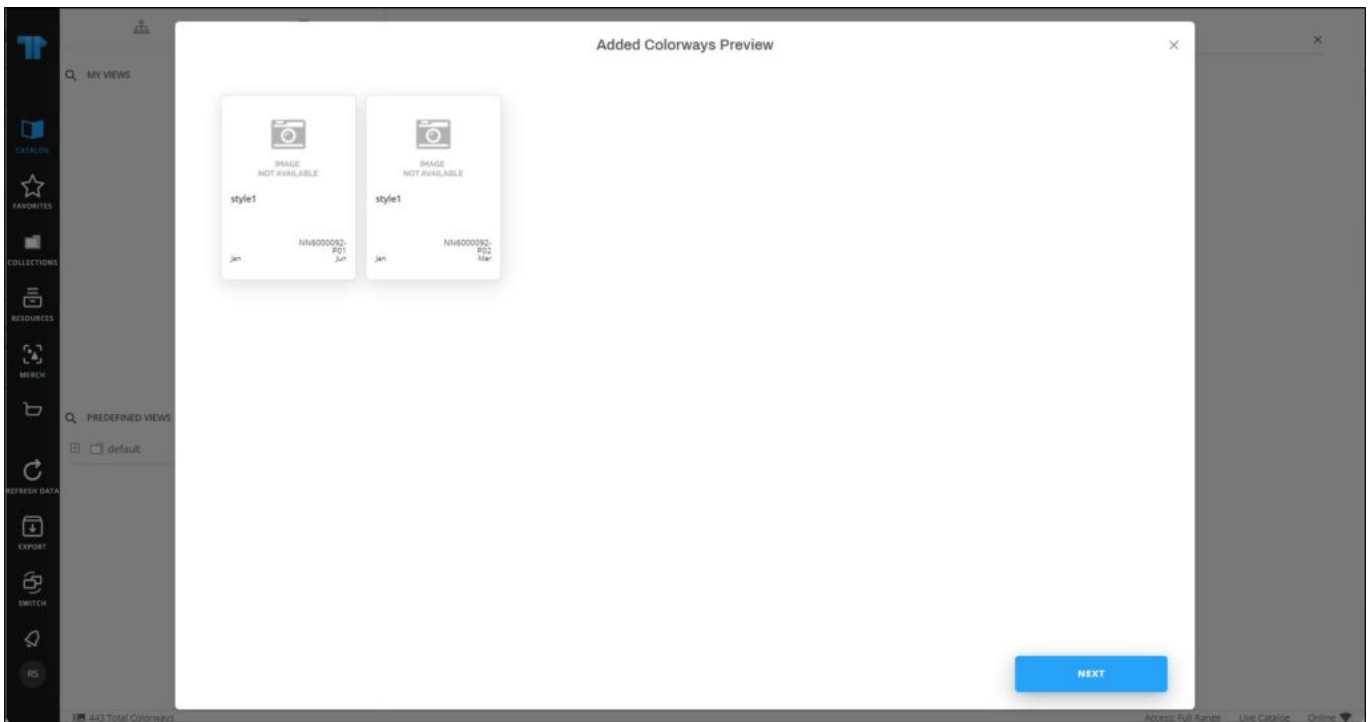 Added Colorways Preview
MY VIEWS
CATALOG
FAVORITES
COLLECTIONS
RESOURCES
MERCH
PREDEFINED VIEWS
default
REFRESH DATA
EXPORT
SWITCH
RS
IMAGE
NOT AVAILABLE
style1
NN6000092-
P01
Jan Jun
IMAGE
NOT AVAILABLE
style1
NN6000092-
P02
Jan Mar
NEXT
443 Total Colorways
Access: Full Range Live Catalog Online